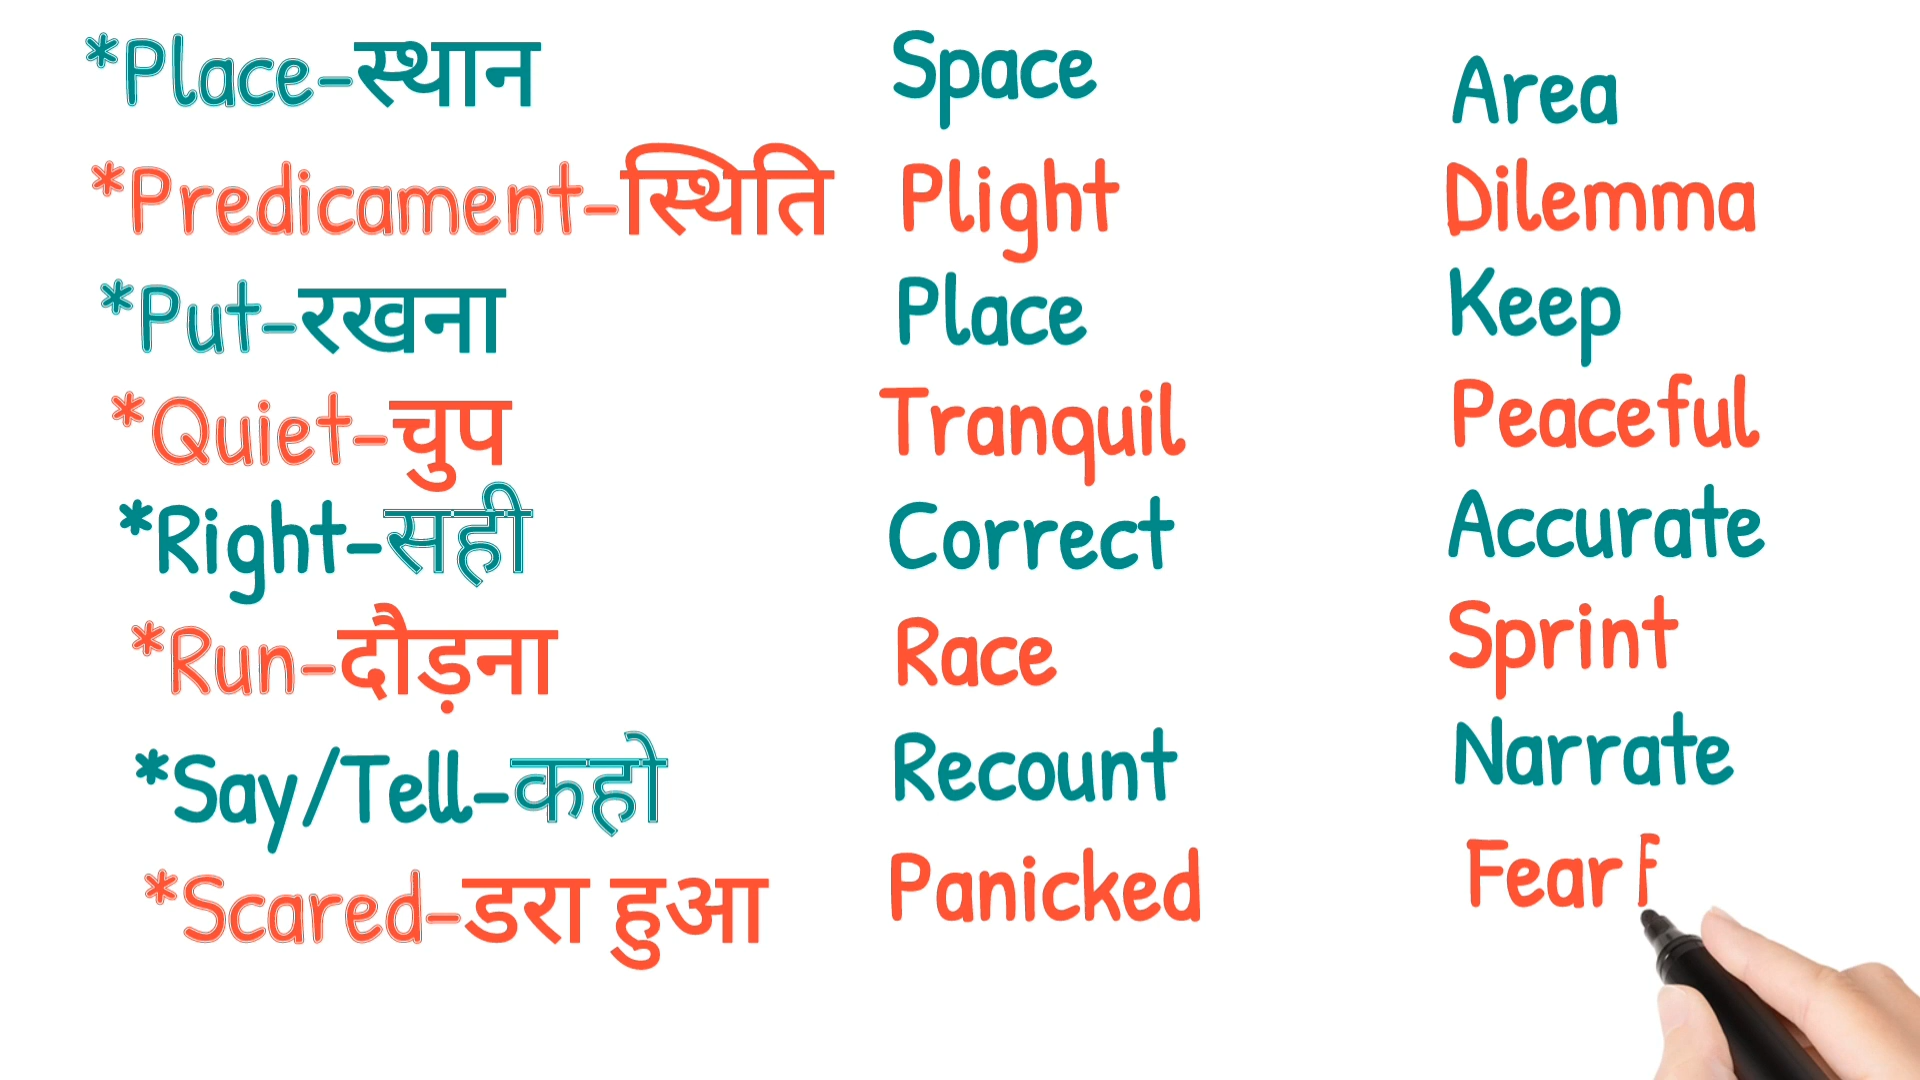 *Place-स्थान Space Area
*Predicament-स्थिति Plight Dilemma
*Put-रखना Place Keep
*Quiet-चुप Tranquil Peaceful
*Right-सही Correct Accurate
*Run-दौड़ना Race Sprint
*Say/Tell-कहो Recount Narrate
*Scared-डरा हुआ Panicked Fear